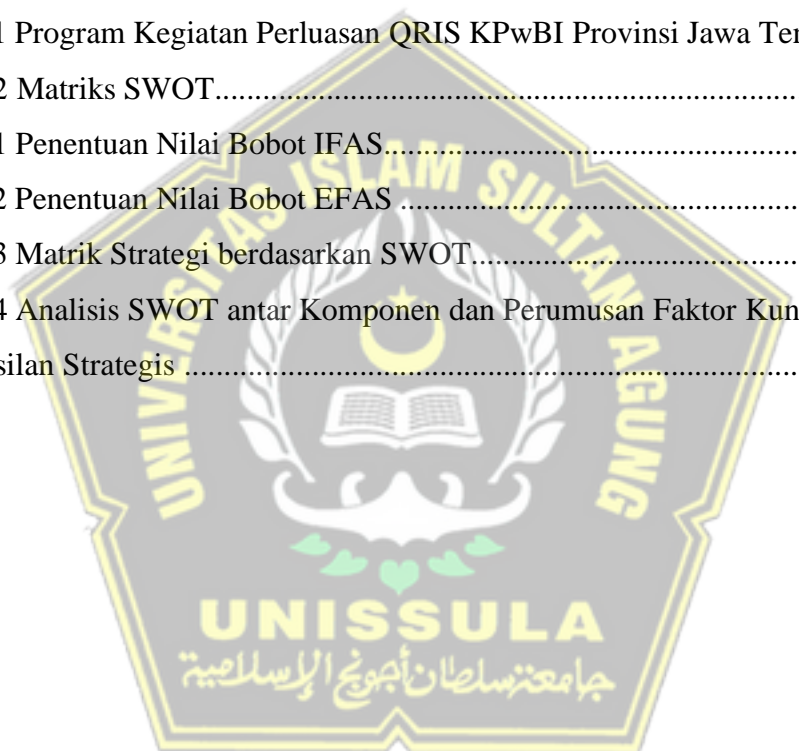 1 Program Kegiatan Perluasan QRIS KPwBI Provinsi Jawa Ten
2 Matriks SWOT
1 Penentuan Nilai Bobot IFAS
2 Penentuan Nilai Bobot EFAS
3 Matrik Strategi berdasarkan SWOT
4 Analisis SWOT antar Komponen dan Perumusan Faktor Kun
silan Strategis
UNIVERSITAS ISLAM SULTAN AGUNG
UNISSULA
جامعة سلطان أجونج الإسلامية